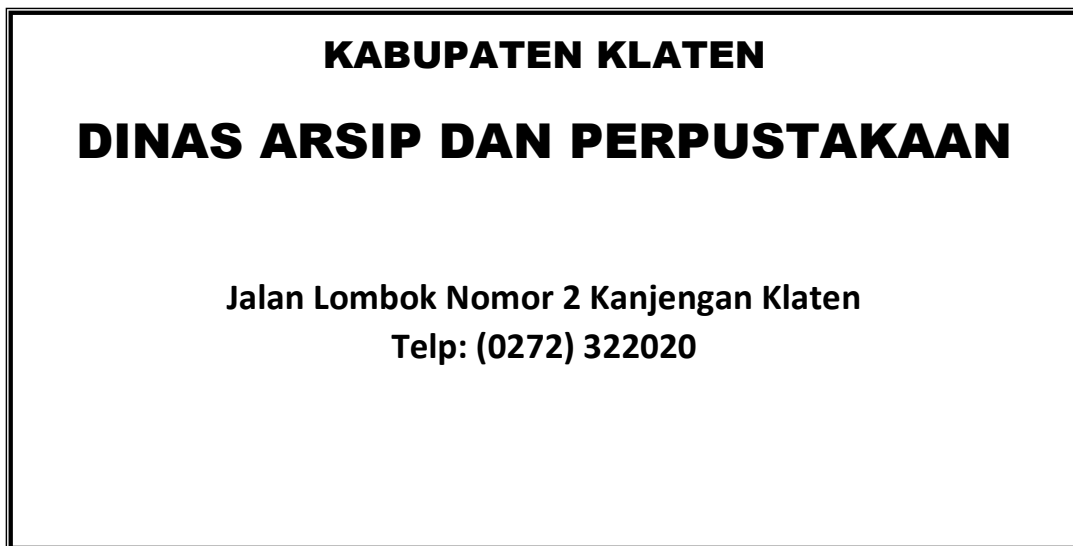 KABUPATEN KLATEN
DINAS ARSIP DAN PERPUSTAKAAN
Jalan Lombok Nomor 2 Kanjengan Klaten
Telp: (0272) 322020